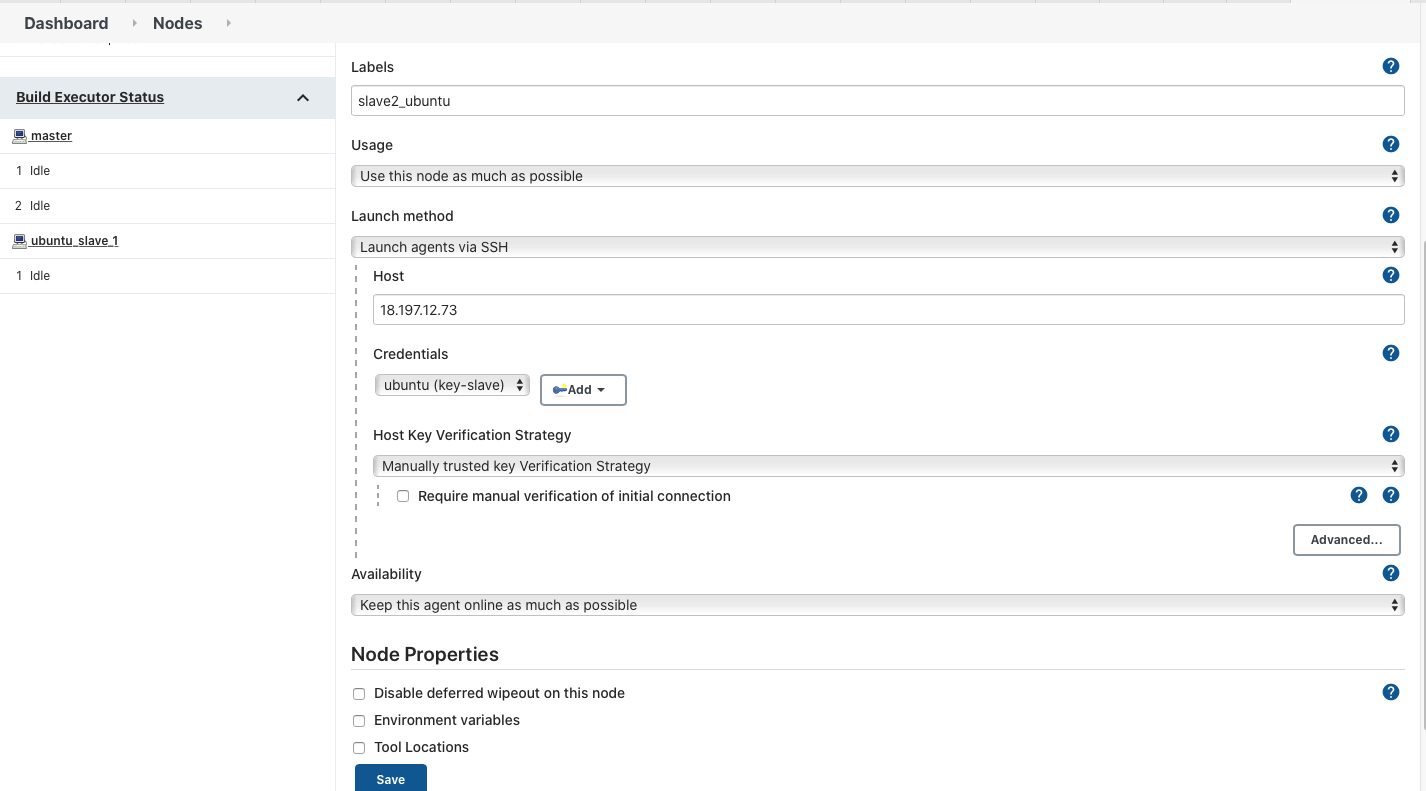 Dashboard Nodes
Build Executor Status
master
1 Idle
2 Idle
ubuntu_slave_1
1 Idle
Labels
slave2_ubuntu
Usage
Use this node as much as possible
Launch method
Launch agents via SSH
Host
18.197.12.73
Credentials
ubuntu (key-slave) Add
Host Key Verification Strategy
Manually trusted key Verification Strategy
Require manual verification of initial connection
Advanced...
Availability
Keep this agent online as much as possible
Node Properties
Disable deferred wipeout on this node
Environment variables
Tool Locations
Save